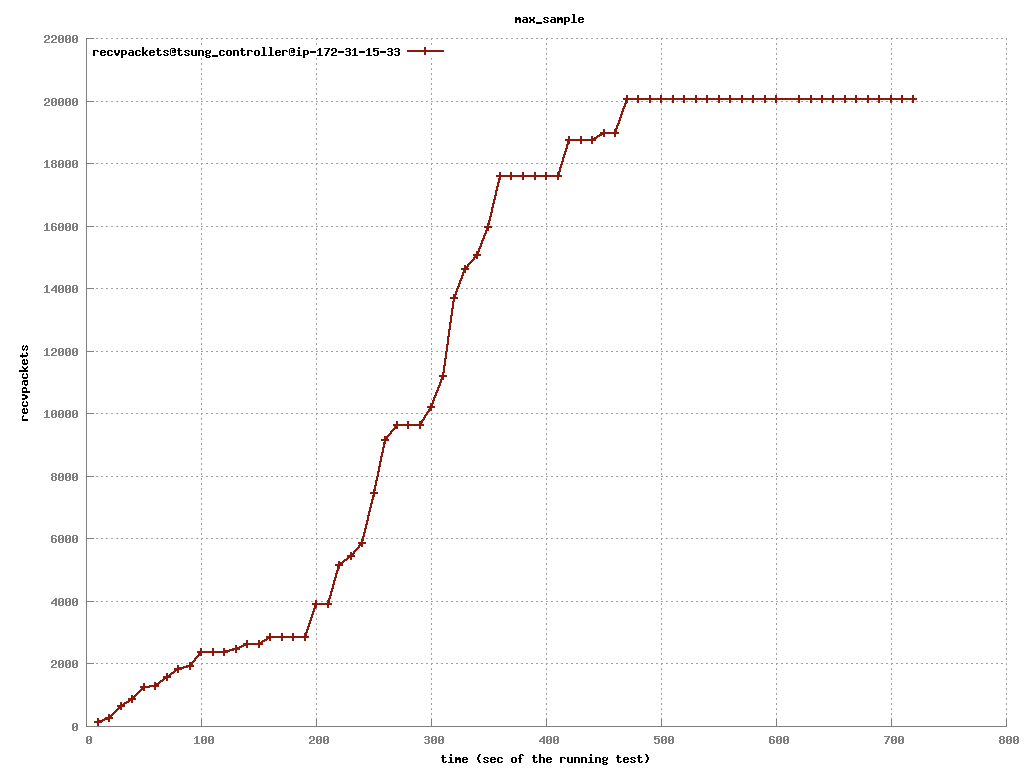 max_sample
recvpackets@tsung_controller@ip-172-31-15-33
22000
20000
18000
16000
14000
12000
10000
8000
6000
4000
2000
0
recvpackets
0 100 200 300 400 500 600 700 800
time (sec of the running test)